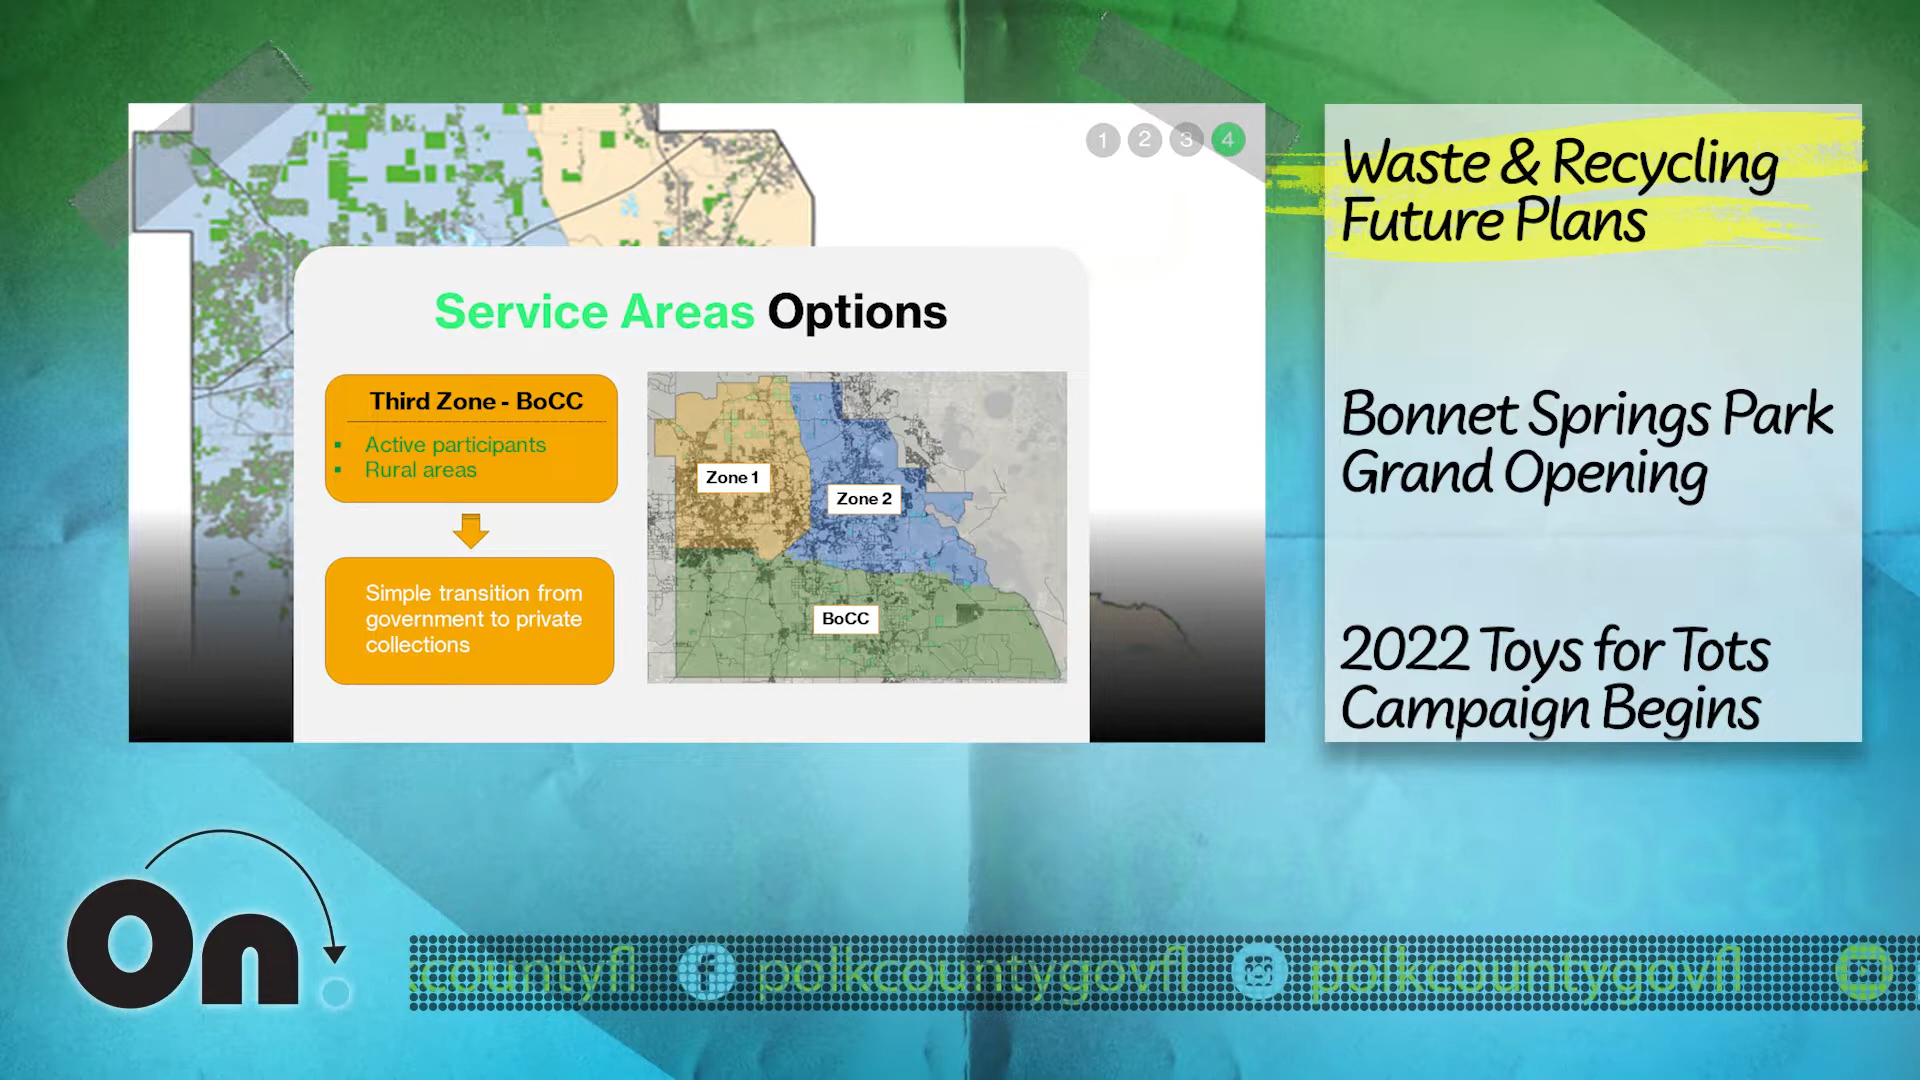 1 2 3 4
Service Areas Options
Third Zone - BoCC
▪ Active participants
▪ Rural areas
Simple transition from
government to private
collections
Zone 1
Zone 2
BoCC
Waste & Recycling
Future Plans
Bonnet Springs Park
Grand Opening
2022 Toys for Tots
Campaign Begins
On
countyfl polkcountygovfl polkcountygovfl